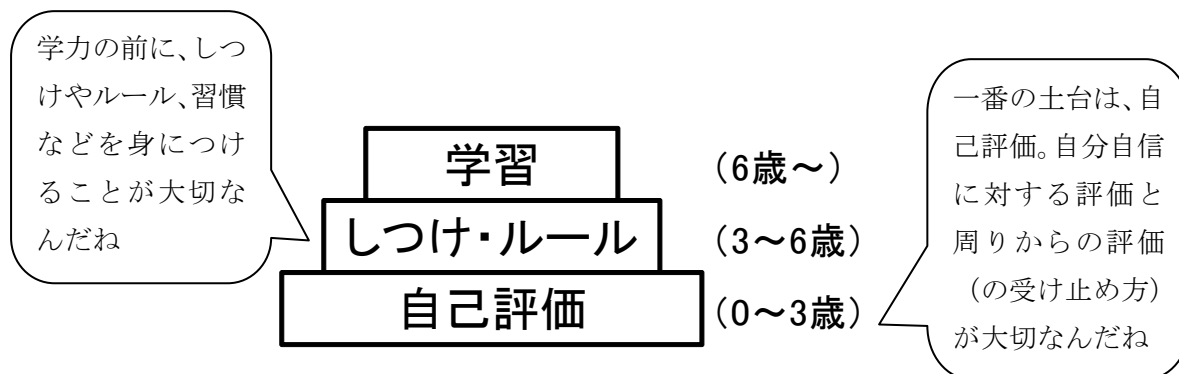 学力の前に、しつ
けやルール、習慣
などを身につけ
ることが大切な
んだね
学習
(6歳～)
しつけ・ルール
(3～6歳)
自己評価
(0～3歳)
一番の土台は、自
己評価。自分自信
に対する評価と
周りからの評価
(の受け止め方)
が大切なんだね